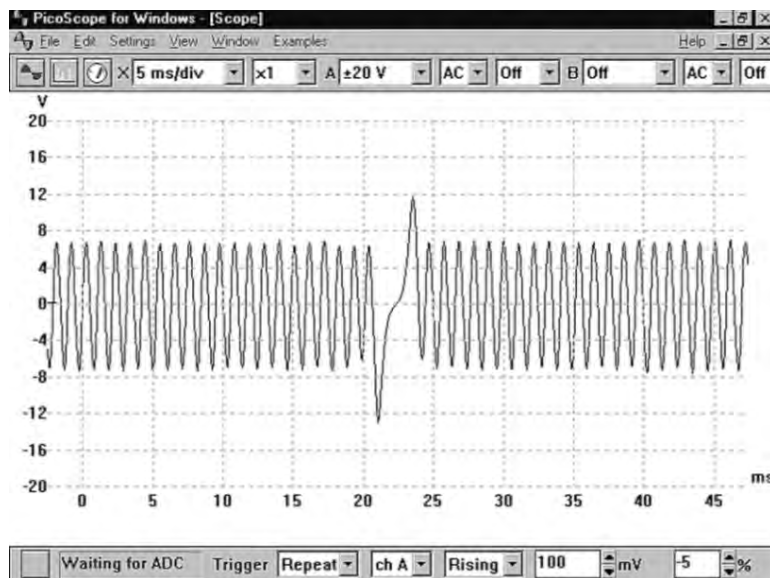 PicoScope for Windows - [Scope]
File Edit Settings View Window Examples Help
X 5 ms/div x1 A ±20 V AC Off B Off AC Off
V
20
16
12
8
4
0
-4
-8
-12
-16
-20
0 5 10 15 20 25 30 35 40 45
ms
Waiting for ADC Trigger Repeat ch A Rising 100 mV -5 %